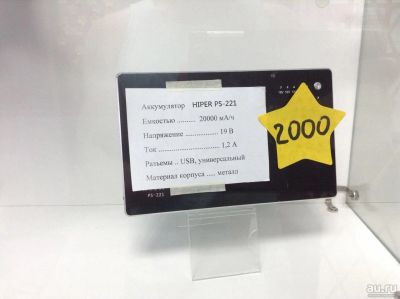 Аккумулятор HIPER PS-221
Емкостью .......... 20000 мА/ч
Напряжение ............... 19 В
Ток ........................... 1,2 А
Разъемы .. USB, универсальный
Материал корпуса ..... металл
2000
PS-221
au.ru